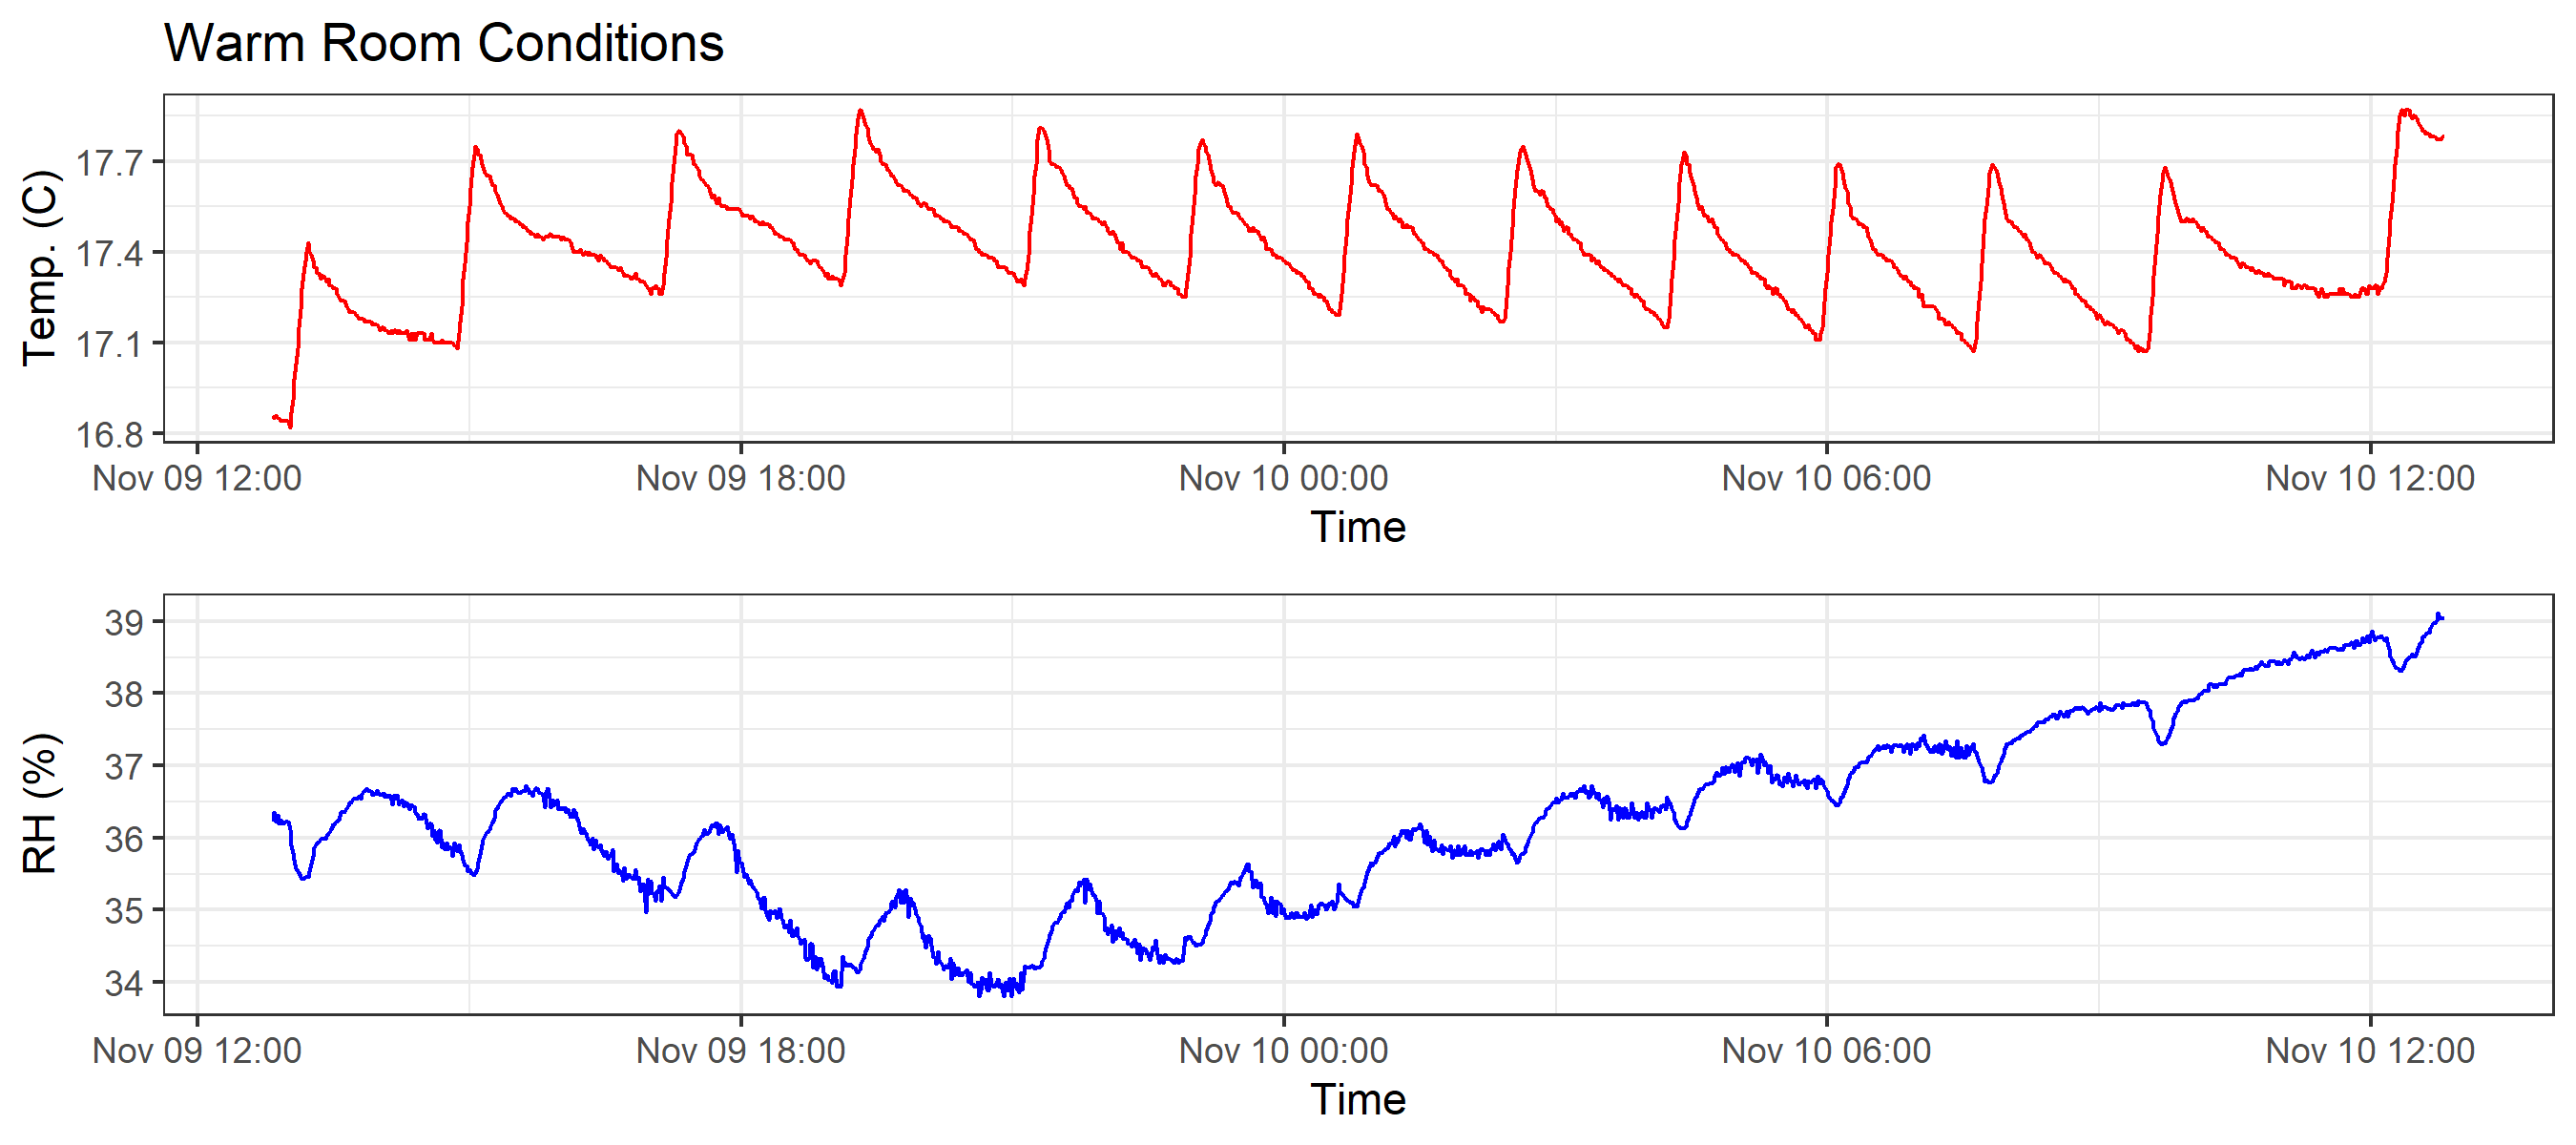 Warm Room Conditions
Temp. (C)
17.7
17.4
17.1
16.8
Nov 09 12:00 Nov 09 18:00 Nov 10 00:00 Nov 10 06:00 Nov 10 12:00
Time
RH (%)
39
38
37
36
35
34
Nov 09 12:00 Nov 09 18:00 Nov 10 00:00 Nov 10 06:00 Nov 10 12:00
Time